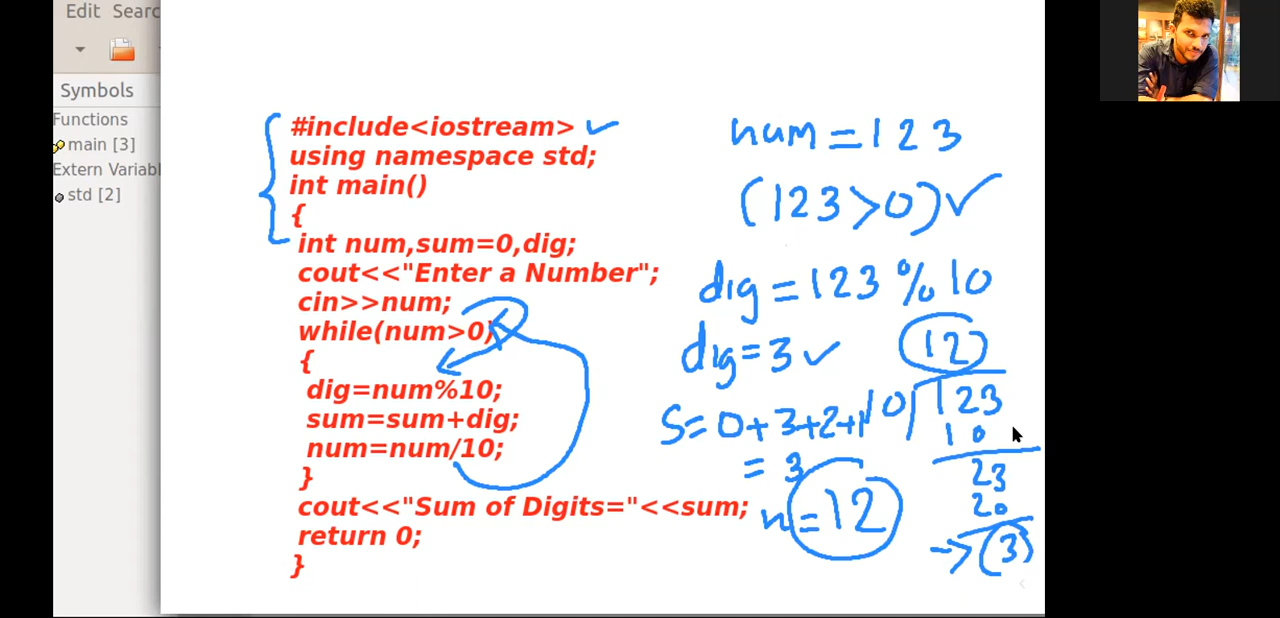 Edit Searc
Symbols
Functions
main [3]
Extern Variab
std [2]
#include<iostream>
using namespace std;
int main()
{
int num,sum=0,dig;
cout<<"Enter a Number";
cin>>num;
while(num>0)
{
dig=num%10;
sum=sum+dig;
num=num/10;
}
cout<<"Sum of Digits="<<sum;
return 0;
}
num=123
(123>0)✓
dig=123%10
dig=3✓
S=0+3+2+1
=3
n=12
12
10)123
10
23
20
→(3)